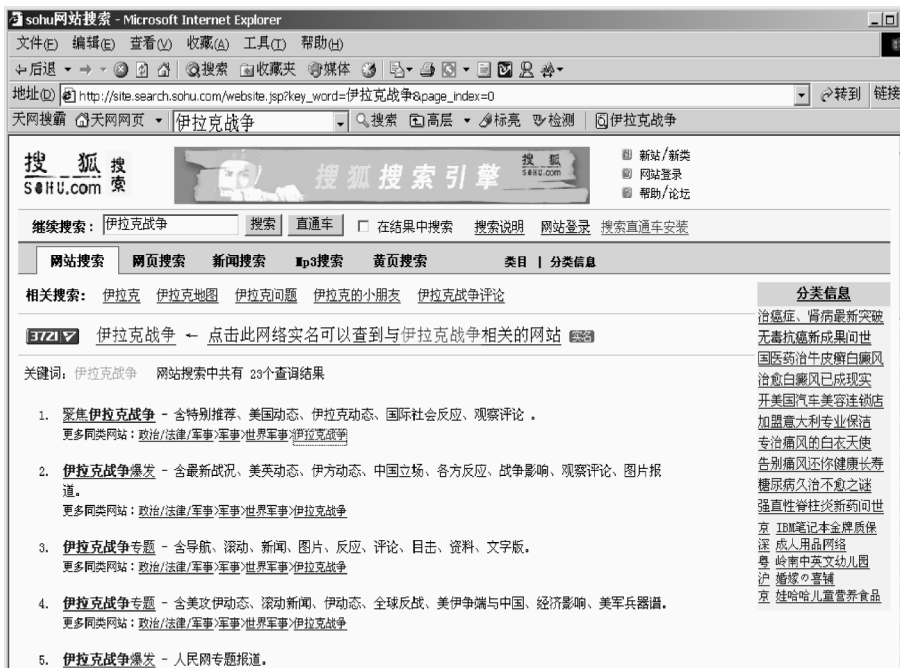 sohu网站搜索 - Microsoft Internet Explorer
文件(F) 编辑(E) 查看(V) 收藏(A) 工具(T) 帮助(H)
后退 搜索 收藏夹 媒体
地址(D) http://site.search.sohu.com/website.jsp?key_word=伊拉克战争&page_index=0 转到 链接
天网搜霸 天网网页 伊拉克战争 搜索 高层 标亮 检测 伊拉克战争
搜狐 搜索
SOHU.com
搜狐搜索引擎 搜狐 SOHU.com
新站/新类
网站登录
帮助/论坛
继续搜索: 伊拉克战争 搜索 直通车 在结果中搜索 搜索说明 网站登录 搜索直通车安装
网站搜索 网页搜索 新闻搜索 Mp3搜索 黄页搜索 类目 | 分类信息
相关搜索: 伊拉克 伊拉克地图 伊拉克问题 伊拉克的小朋友 伊拉克战争评论
3721 伊拉克战争 ← 点击此网络实名可以查到与伊拉克战争相关的网站 实名
关键词: 伊拉克战争 网站搜索中共有 23个查询结果
1. 聚焦伊拉克战争 - 含特别推荐、美国动态、伊拉克动态、国际社会反应、观察评论 。
更多同类网站:政治/法律/军事>军事>世界军事>伊拉克战争
2. 伊拉克战争爆发 - 含最新战况、美英动态、伊方动态、中国立场、各方反应、战争影响、观察评论、图片报
道。
更多同类网站:政治/法律/军事>军事>世界军事>伊拉克战争
3. 伊拉克战争专题 - 含导航、滚动、新闻、图片、反应、评论、目击、资料、文字版。
更多同类网站:政治/法律/军事>军事>世界军事>伊拉克战争
4. 伊拉克战争专题 - 含美攻伊动态、滚动新闻、伊动态、全球反战、美伊争端与中国、经济影响、美军兵器谱。
更多同类网站:政治/法律/军事>军事>世界军事>伊拉克战争
5. 伊拉克战争爆发 - 人民网专题报道。
分类信息
治癌症、肾病最新突破
无毒抗癌新成果问世
国医药治牛皮癣白癜风
治愈白癜风已成现实
开美国汽车美容连锁店
加盟意大利专业保洁
专治痛风的白衣天使
告别痛风还你健康长寿
糖尿病久治不愈之谜
强直性脊柱炎新药问世
京 IBM笔记本金牌质保
深 成人用品网络
粤 岭南中英文幼儿园
沪 婚嫁の喜铺
京 娃哈哈儿童营养食品